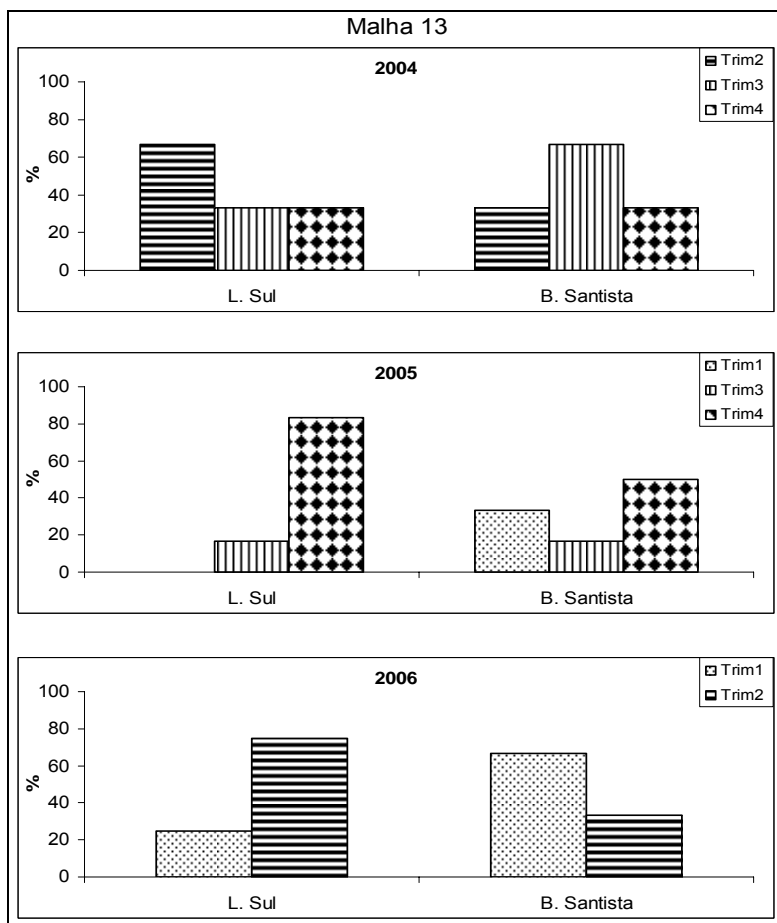 Malha 13
2004
Trim2
Trim3
Trim4
100
80
60
40
20
0
%
L. Sul
B. Santista
2005
Trim1
Trim3
Trim4
100
80
60
40
20
0
%
L. Sul
B. Santista
2006
Trim1
Trim2
100
80
60
40
20
0
%
L. Sul
B. Santista